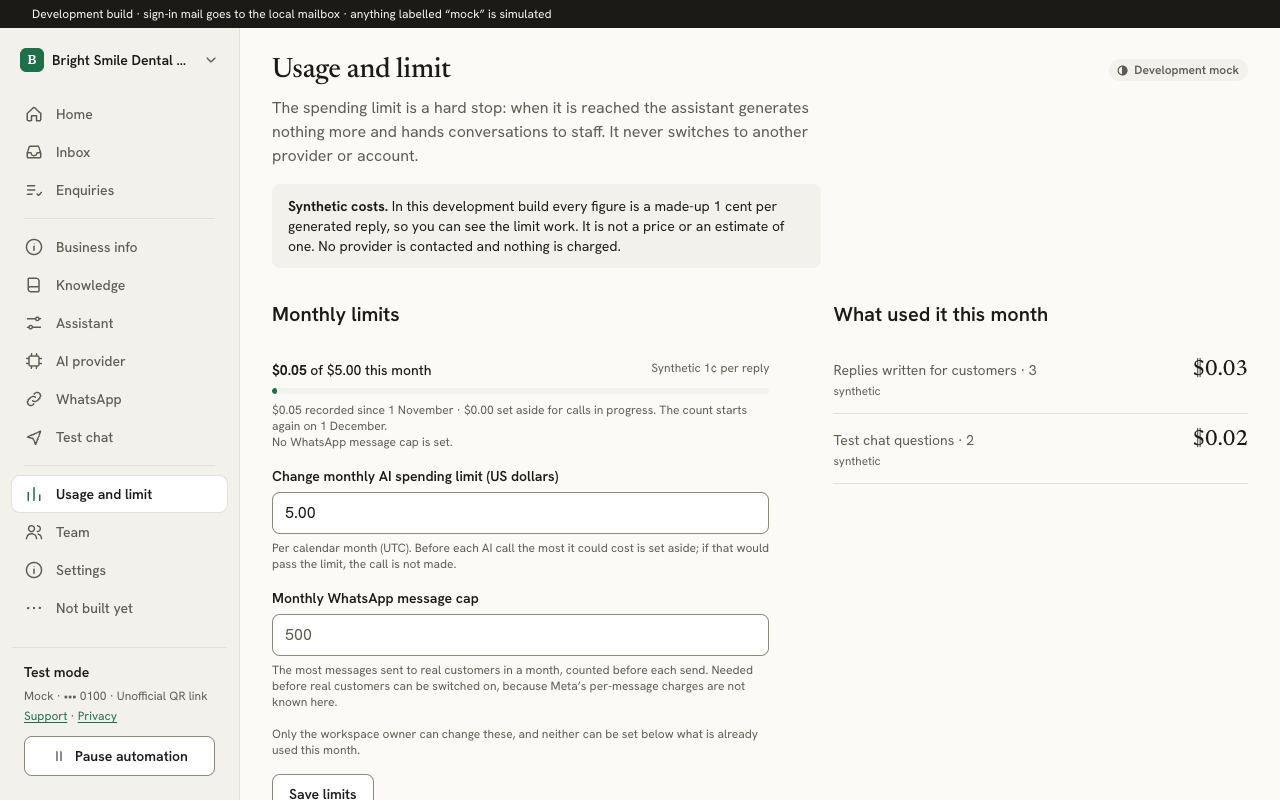 Development build · sign-in mail goes to the local mailbox · anything labelled “mock” is simulated
B
Bright Smile Dental ...
Home
Inbox
Enquiries
Business info
Knowledge
Assistant
AI provider
WhatsApp
Test chat
Usage and limit
Team
Settings
Not built yet
Test mode
Mock · ••• 0100 · Unofficial QR link
Support · Privacy
Pause automation
Usage and limit
Development mock
The spending limit is a hard stop: when it is reached the assistant generates
nothing more and hands conversations to staff. It never switches to another
provider or account.
Synthetic costs. In this development build every figure is a made-up 1 cent per
generated reply, so you can see the limit work. It is not a price or an estimate of
one. No provider is contacted and nothing is charged.
Monthly limits
$0.05 of $5.00 this month
Synthetic 1¢ per reply
$0.05 recorded since 1 November · $0.00 set aside for calls in progress. The count starts
again on 1 December.
No WhatsApp message cap is set.
Change monthly AI spending limit (US dollars)
5.00
Per calendar month (UTC). Before each AI call the most it could cost is set aside; if that would
pass the limit, the call is not made.
Monthly WhatsApp message cap
500
The most messages sent to real customers in a month, counted before each send. Needed
before real customers can be switched on, because Meta’s per-message charges are not
known here.
Only the workspace owner can change these, and neither can be set below what is already
used this month.
Save limits
What used it this month
Replies written for customers · 3
$0.03
synthetic
Test chat questions · 2
$0.02
synthetic